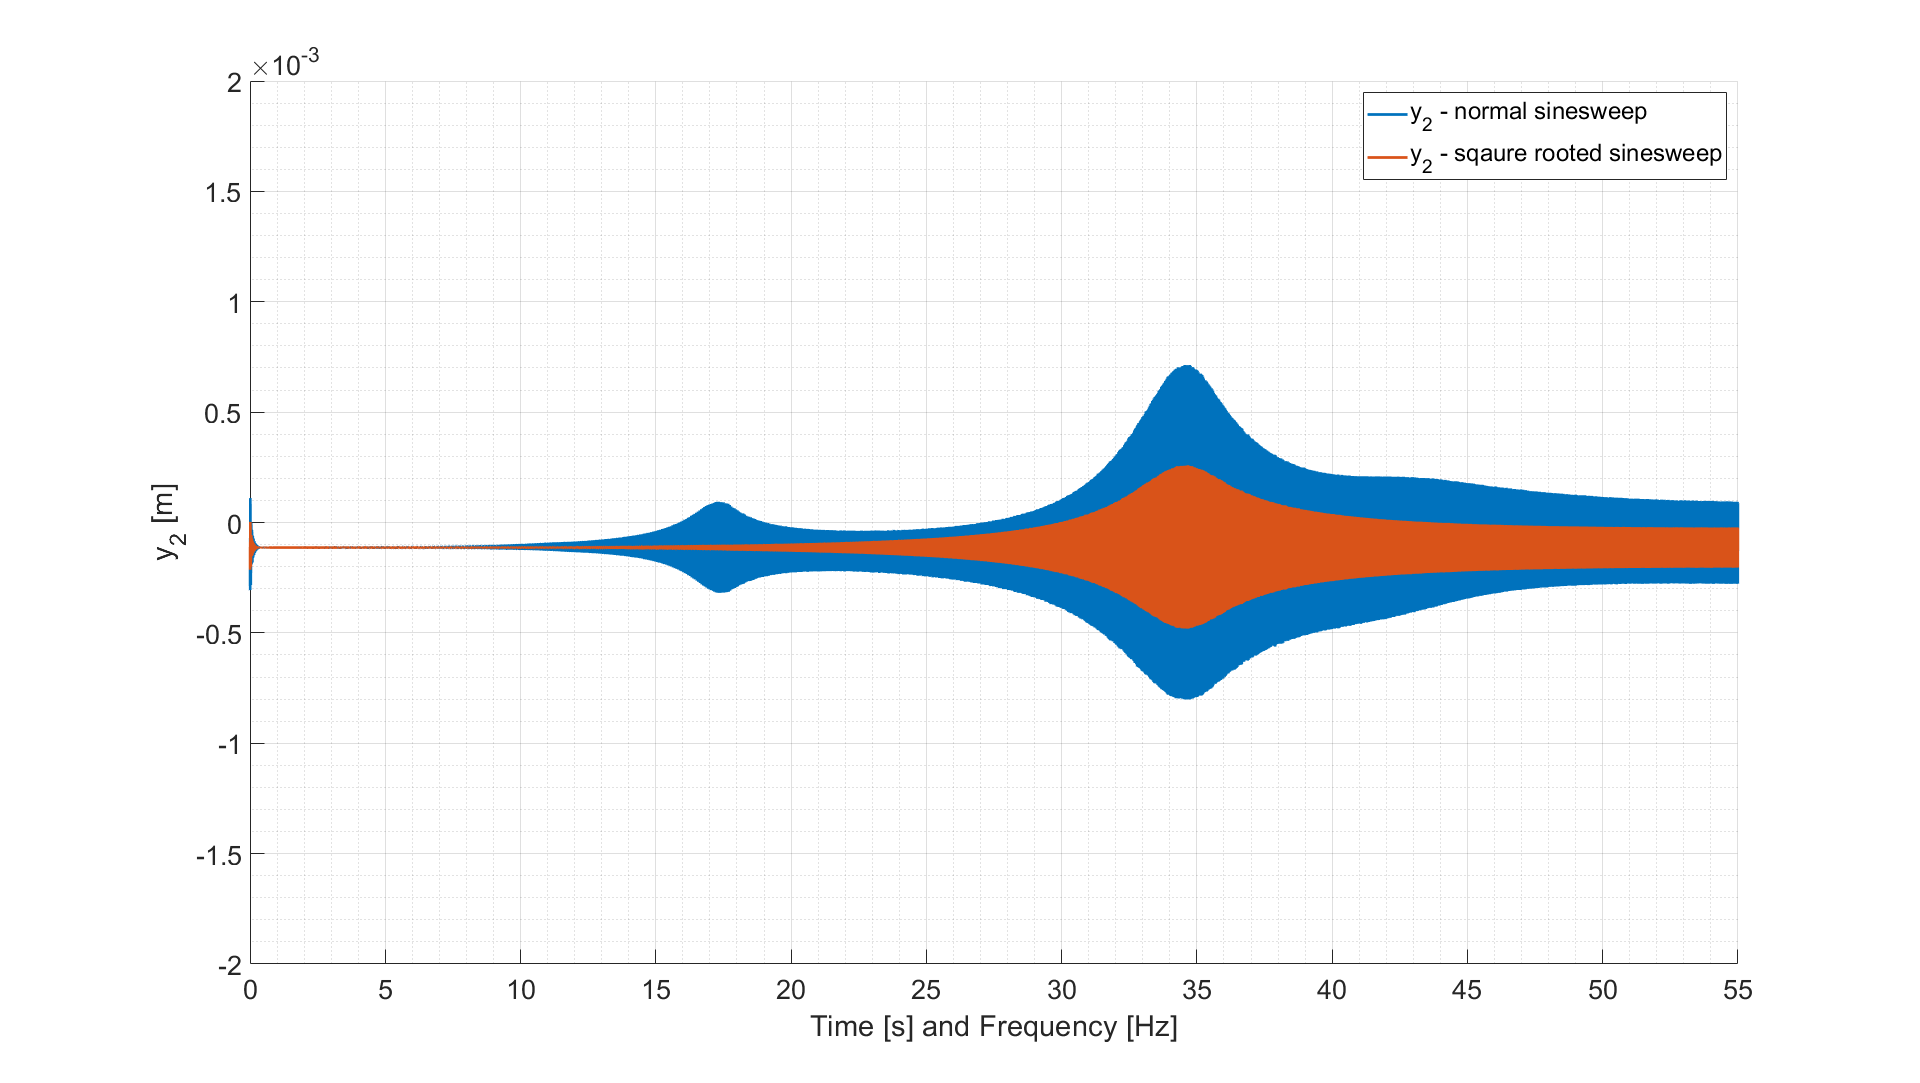 ×10-3
2
1.5
1
0.5
0
-0.5
-1
-1.5
-2
y2 [m]
0 5 10 15 20 25 30 35 40 45 50 55
Time [s] and Frequency [Hz]
y2 - normal sinesweep
y2 - sqaure rooted sinesweep